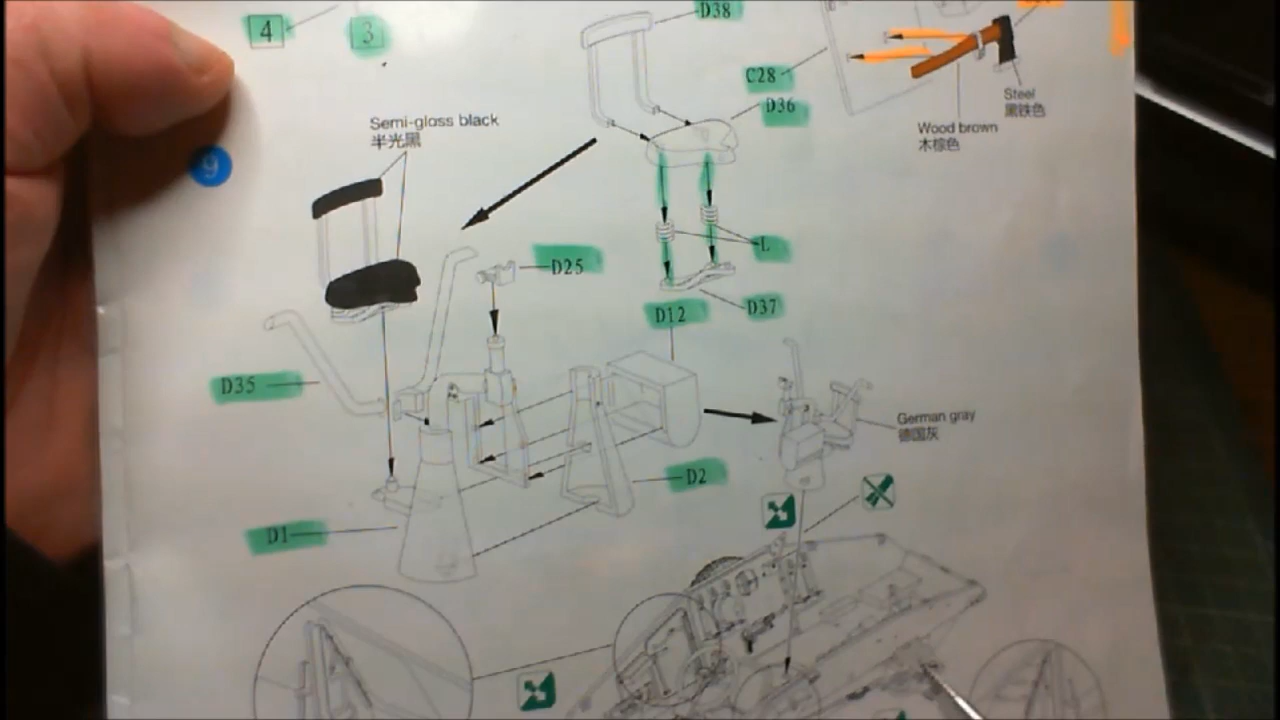 4
3
D38
C28
D36
Steel
黑铁色
Wood brown
木棕色
Semi-gloss black
半光黑
9
D25
L
D37
D12
D35
German gray
德国灰
D2
D1